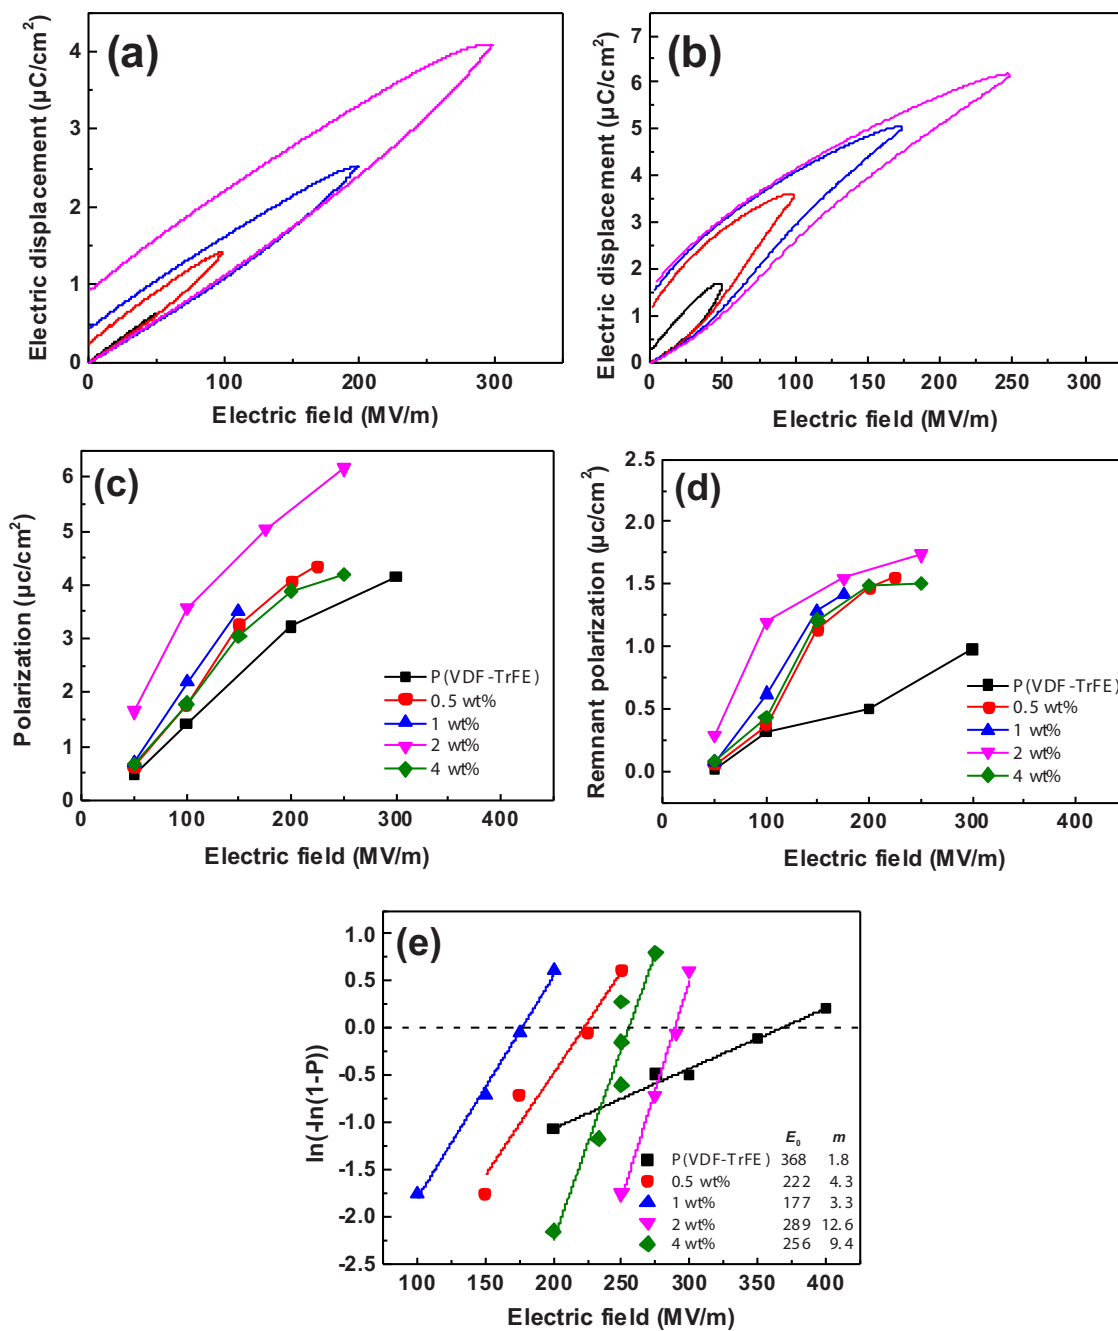 (a)
Electric displacement (μC/cm²)
4
3
2
1
0
0 100 200 300
Electric field (MV/m)
(b)
Electric displacement (μC/cm²)
7
6
5
4
3
2
1
0
0 50 100 150 200 250 300
Electric field (MV/m)
(c)
Polarization (μc/cm²)
6
5
4
3
2
1
0
P(VDF-TrFE)
0.5 wt%
1 wt%
2 wt%
4 wt%
100 200 300 400
Electric field (MV/m)
(d)
Remnant polarization (μc/cm²)
2.5
2.0
1.5
1.0
0.5
0.0
P(VDF-TrFE)
0.5 wt%
1 wt%
2 wt%
4 wt%
100 200 300 400
Electric field (MV/m)
(e)
ln(-ln(1-P))
1.0
0.5
0.0
-0.5
-1.0
-1.5
-2.0
-2.5
E₀ m
P(VDF-TrFE) 368 1.8
0.5 wt% 222 4.3
1 wt% 177 3.3
2 wt% 289 12.6
4 wt% 256 9.4
100 150 200 250 300 350 400
Electric field (MV/m)